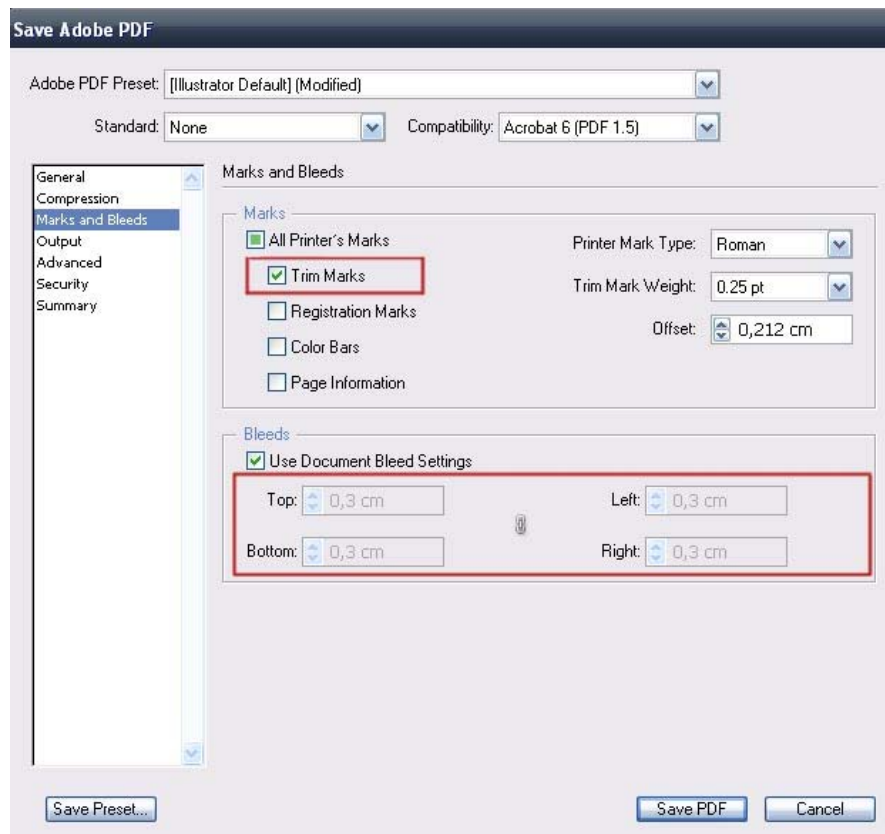 Save Adobe PDF
Adobe PDF Preset: [Illustrator Default] (Modified)
Standard: None Compatibility: Acrobat 6 (PDF 1.5)
General
Compression
Marks and Bleeds
Output
Advanced
Security
Summary
Marks and Bleeds
Marks
All Printer's Marks
Trim Marks
Registration Marks
Color Bars
Page Information
Printer Mark Type: Roman
Trim Mark Weight: 0.25 pt
Offset: 0,212 cm
Bleeds
Use Document Bleed Settings
Top: 0,3 cm Left: 0,3 cm
Bottom: 0,3 cm Right: 0,3 cm
Save Preset... Save PDF Cancel